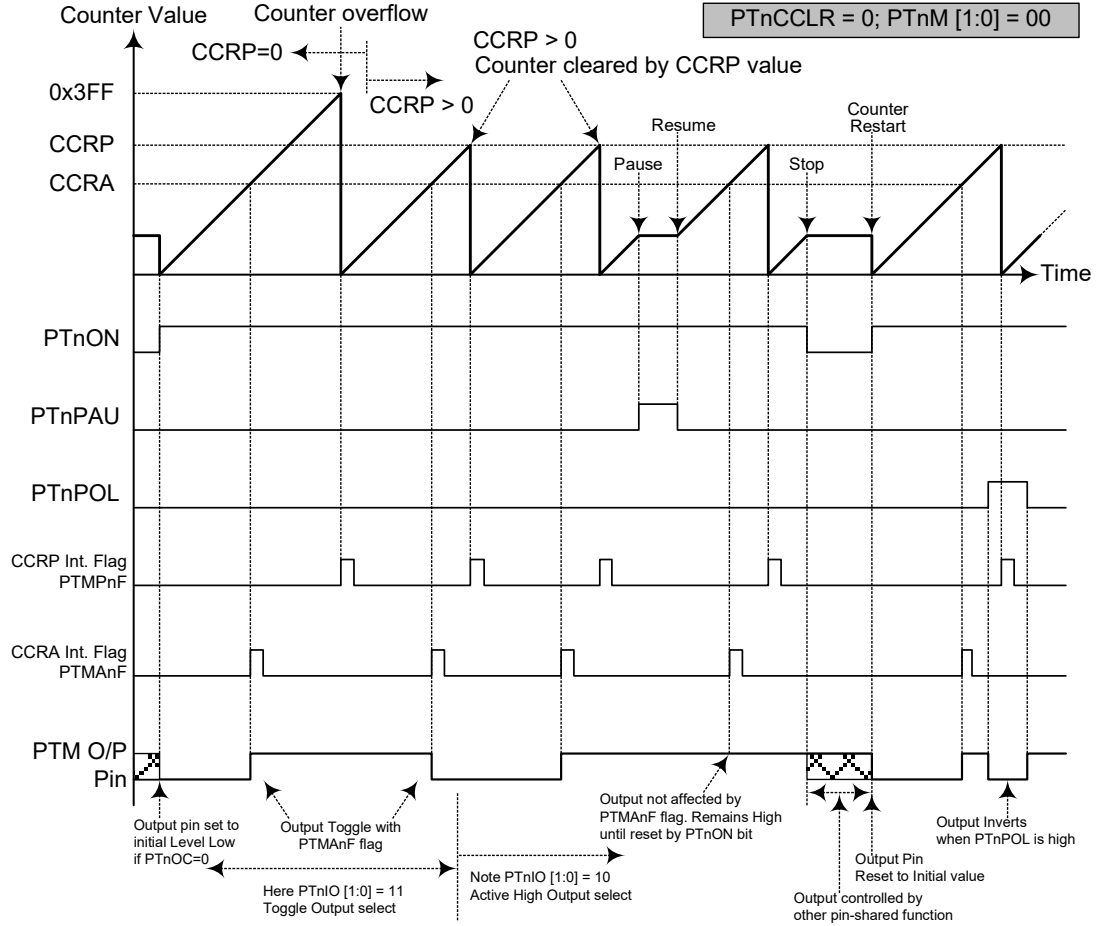 Counter Value
Counter overflow
PTnCCLR = 0; PTnM [1:0] = 00
CCRP=0
CCRP > 0
CCRP > 0
Counter cleared by CCRP value
0x3FF
CCRP
CCRA
Pause
Resume
Stop
Counter
Restart
Time
PTnON
PTnPAU
PTnPOL
CCRP Int. Flag
PTMPnF
CCRA Int. Flag
PTMAnF
PTM O/P
Pin
Output pin set to
initial Level Low
if PTnOC=0
Output Toggle with
PTMAnF flag
Here PTnIO [1:0] = 11
Toggle Output select
Note PTnIO [1:0] = 10
Active High Output select
Output not affected by
PTMAnF flag. Remains High
until reset by PTnON bit
Output controlled by
other pin-shared function
Output Pin
Reset to Initial value
Output Inverts
when PTnPOL is high